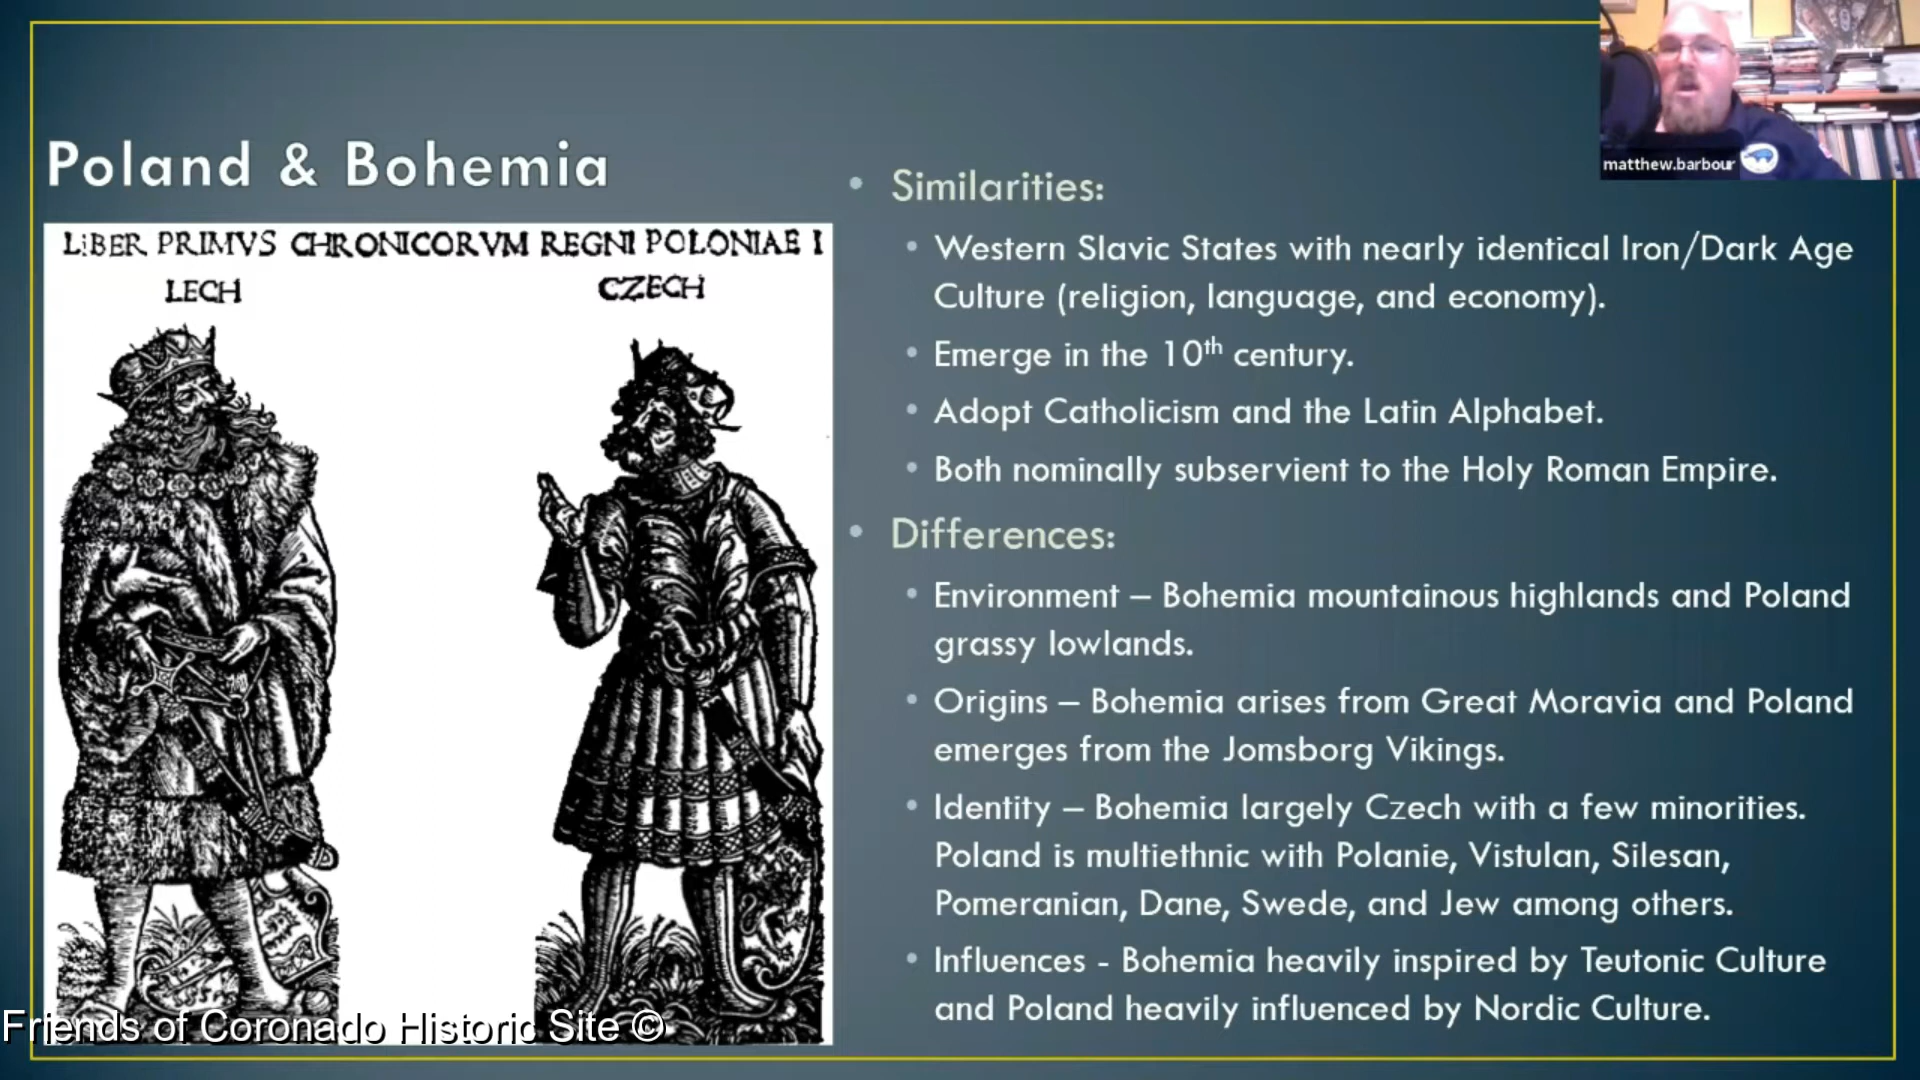 matthew.barbour
Poland & Bohemia
LIBER PRIMVS CHRONICORVM REGNI POLONIAE I
LECH
CZECH
• Similarities:
• Western Slavic States with nearly identical Iron/Dark Age
Culture (religion, language, and economy).
• Emerge in the 10th century.
• Adopt Catholicism and the Latin Alphabet.
• Both nominally subservient to the Holy Roman Empire.
• Differences:
• Environment – Bohemia mountainous highlands and Poland
grassy lowlands.
• Origins – Bohemia arises from Great Moravia and Poland
emerges from the Jomsborg Vikings.
• Identity – Bohemia largely Czech with a few minorities.
Poland is multiethnic with Polanie, Vistulan, Silesan,
Pomeranian, Dane, Swede, and Jew among others.
• Influences - Bohemia heavily inspired by Teutonic Culture
and Poland heavily influenced by Nordic Culture.
Friends of Coronado Historic Site ©